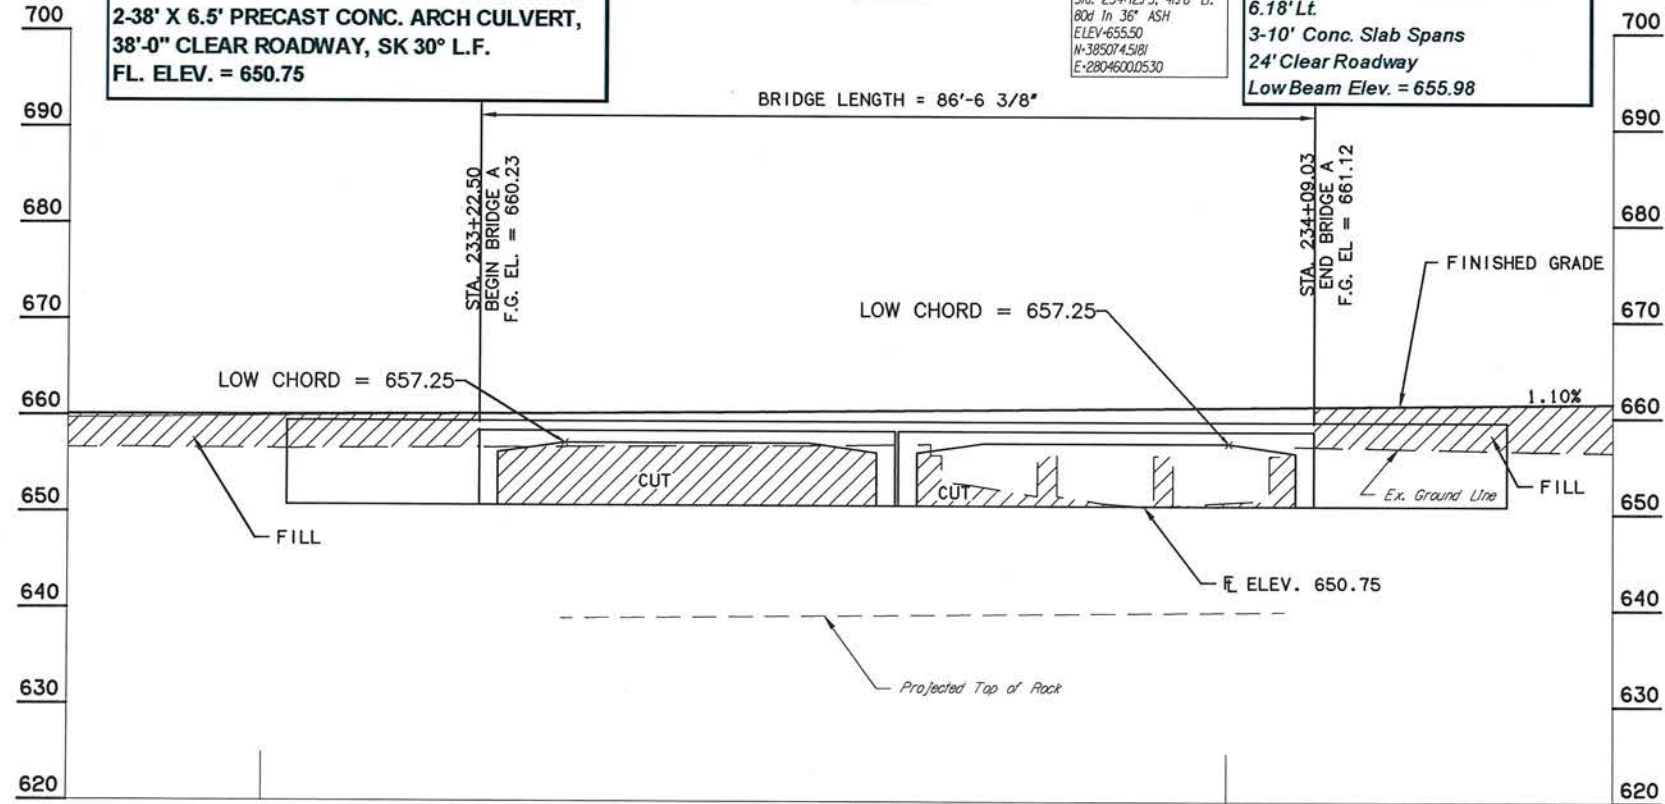 2-38' X 6.5' PRECAST CONC. ARCH CULVERT,
38'-0" CLEAR ROADWAY, SK 30° L.F.
FL. ELEV. = 650.75
80d In 36" ASH
ELEV=655.50
N=385074.5181
E=2804600.0530
6.18' Lt.
3-10' Conc. Slab Spans
24' Clear Roadway
Low Beam Elev. = 655.98
BRIDGE LENGTH = 86'-6 3/8"
STA. 233+22.50
BEGIN BRIDGE A
F.G. EL. = 660.23
STA. 234+09.03
END BRIDGE A
F.G. EL = 661.12
FINISHED GRADE
LOW CHORD = 657.25
LOW CHORD = 657.25
1.10%
CUT
CUT
Ex. Ground Line
FILL
FILL
FL ELEV. 650.75
Projected Top of Rock
700
690
680
670
660
650
640
630
620
700
690
680
670
660
650
640
630
620